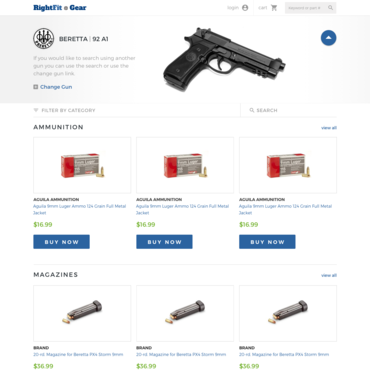 RightFit Gear
login
cart
BERETTA | 92 A1
If you would like to search using another
gun you can use the search or use the
change gun link.
Change Gun
FILTER BY CATEGORY
SEARCH
AMMUNITION
view all
AGUILA AMMUNITION
Aguila 9mm Luger Ammo 124 Grain Full Metal
Jacket
$16.99
BUY NOW
AGUILA AMMUNITION
Aguila 9mm Luger Ammo 124 Grain Full Metal
Jacket
$16.99
BUY NOW
AGUILA AMMUNITION
Aguila 9mm Luger Ammo 124 Grain Full Metal
Jacket
$16.99
BUY NOW
MAGAZINES
view all
BRAND
20 rd. Magazine for Beretta PX4 Storm 9mm
$36.99
BRAND
20 rd. Magazine for Beretta PX4 Storm 9mm
$36.99
BRAND
20 rd. Magazine for Beretta PX4 Storm 9mm
$36.99